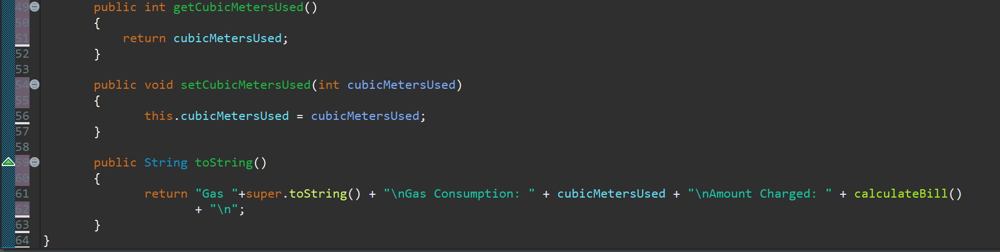 49 public int getCubicMetersUsed()
50 {
51 return cubicMetersUsed;
52 }
53
54 public void setCubicMetersUsed(int cubicMetersUsed)
55 {
56 this.cubicMetersUsed = cubicMetersUsed;
57 }
58
59 public String toString()
60 {
61 return "Gas "+super.toString() + "\nGas Consumption: " + cubicMetersUsed + "\nAmount Charged: " + calculateBill()
62 + "\n";
63 }
64 }